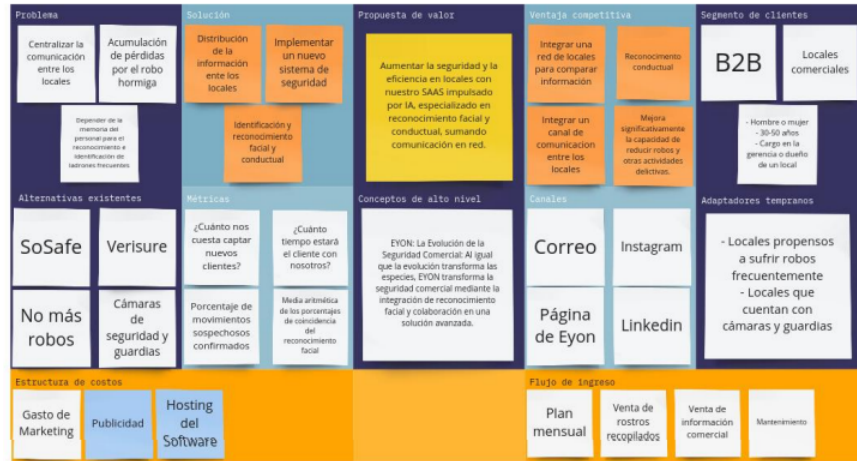 Problema
Centralizar la
comunicación
entre los
locales
Acumulación
de pérdidas
por el robo
hormiga
Depender de la
memoria del
personal para el
reconocimiento e
identificación de
ladrones frecuentes
Solución
Distribución
de la
información
ente los
locales
Implementar
un nuevo
sistema de
seguridad
Identificación y
reconocimiento
facial y
conductual
Propuesta de valor
Aumentar la seguridad y la
eficiencia en locales con
nuestro SAAS impulsado
por IA, especializado en
reconocimiento facial y
conductual, sumando
comunicación en red.
Ventaja competitiva
Integrar una
red de locales
para comparar
información
Reconocimiento
conductual
Integrar un
canal de
comunicacion
entre los
locales
Mejora
significativamente
la capacidad de
reducir robos y
otras actividades
delictivas.
Segmento de clientes
B2B
Locales
comerciales
- Hombre o mujer
- 30-50 años
- Cargo en la
gerencia o dueño
de un local
Alternativas existentes
SoSafe
Verisure
No más
robos
Cámaras
de
seguridad y
guardias
Métricas
¿Cuánto nos
cuesta captar
nuevos
clientes?
¿Cuánto
tiempo estará
el cliente con
nosotros?
Porcentaje de
movimientos
sospechosos
confirmados
Media aritmética
de los porcentajes
de coincidencia
del
reconocimiento
facial
Conceptos de alto nivel
EYON: La Evolución de la
Seguridad Comercial: Al igual
que la evolución transforma las
especies, EYON transforma la
seguridad comercial mediante la
integración de reconocimiento
facial y colaboración en una
solución avanzada.
Canales
Correo
Instagram
Página
de Eyon
Linkedin
Adaptadores tempranos
- Locales propensos
a sufrir robos
frecuentemente
- Locales que
cuentan con
cámaras y guardias
Estructura de costos
Gasto de
Marketing
Publicidad
Hosting
del
Software
Flujo de ingreso
Plan
mensual
Venta de
rostros
recopilados
Venta de
información
comercial
Mantenimiento